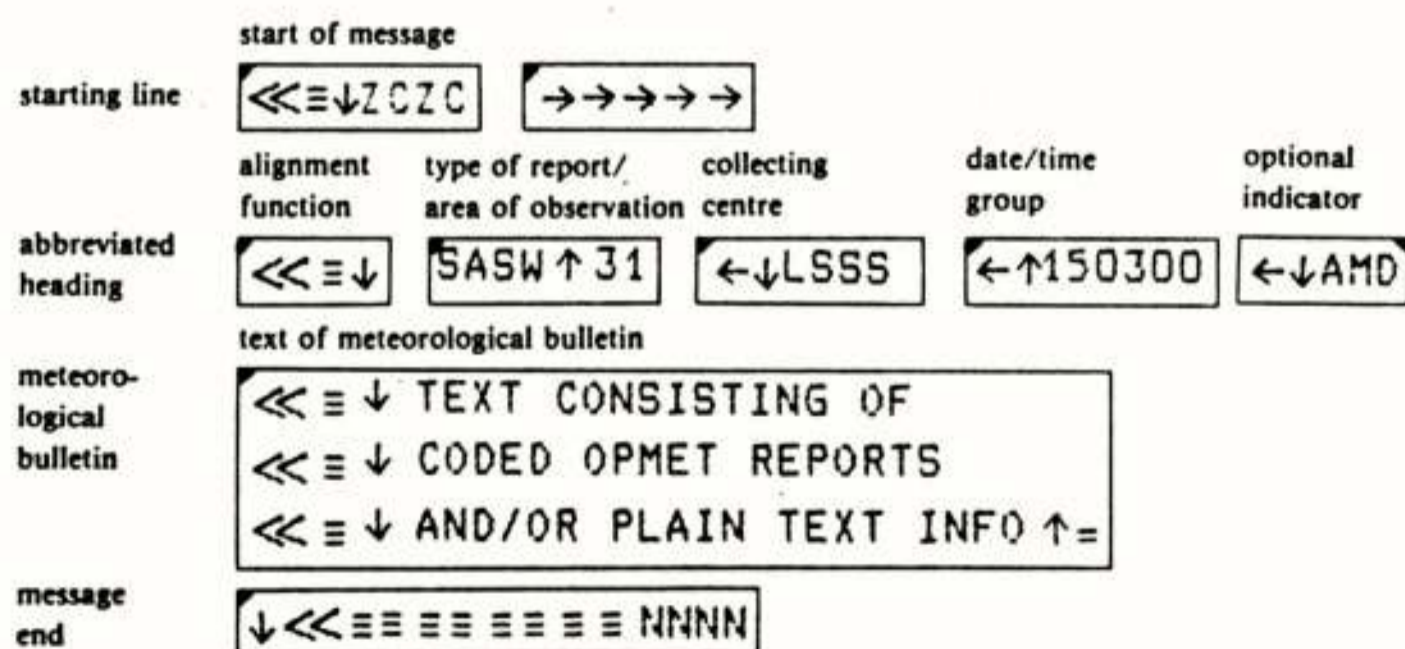 start of message
starting line <<≡↓ZCZC →→→→→
alignment type of report/ collecting date/time optional
function area of observation centre group indicator
abbreviated
heading <<≡↓ SASW↑31 ←↓LSSS ←↑150300 ←↓AMD
text of meteorological bulletin
meteoro-
logical
bulletin
<<≡↓ TEXT CONSISTING OF
<<≡↓ CODED OPMET REPORTS
<<≡↓ AND/OR PLAIN TEXT INFO↑=
message
end ↓<<≡≡≡≡≡≡≡≡NNNN